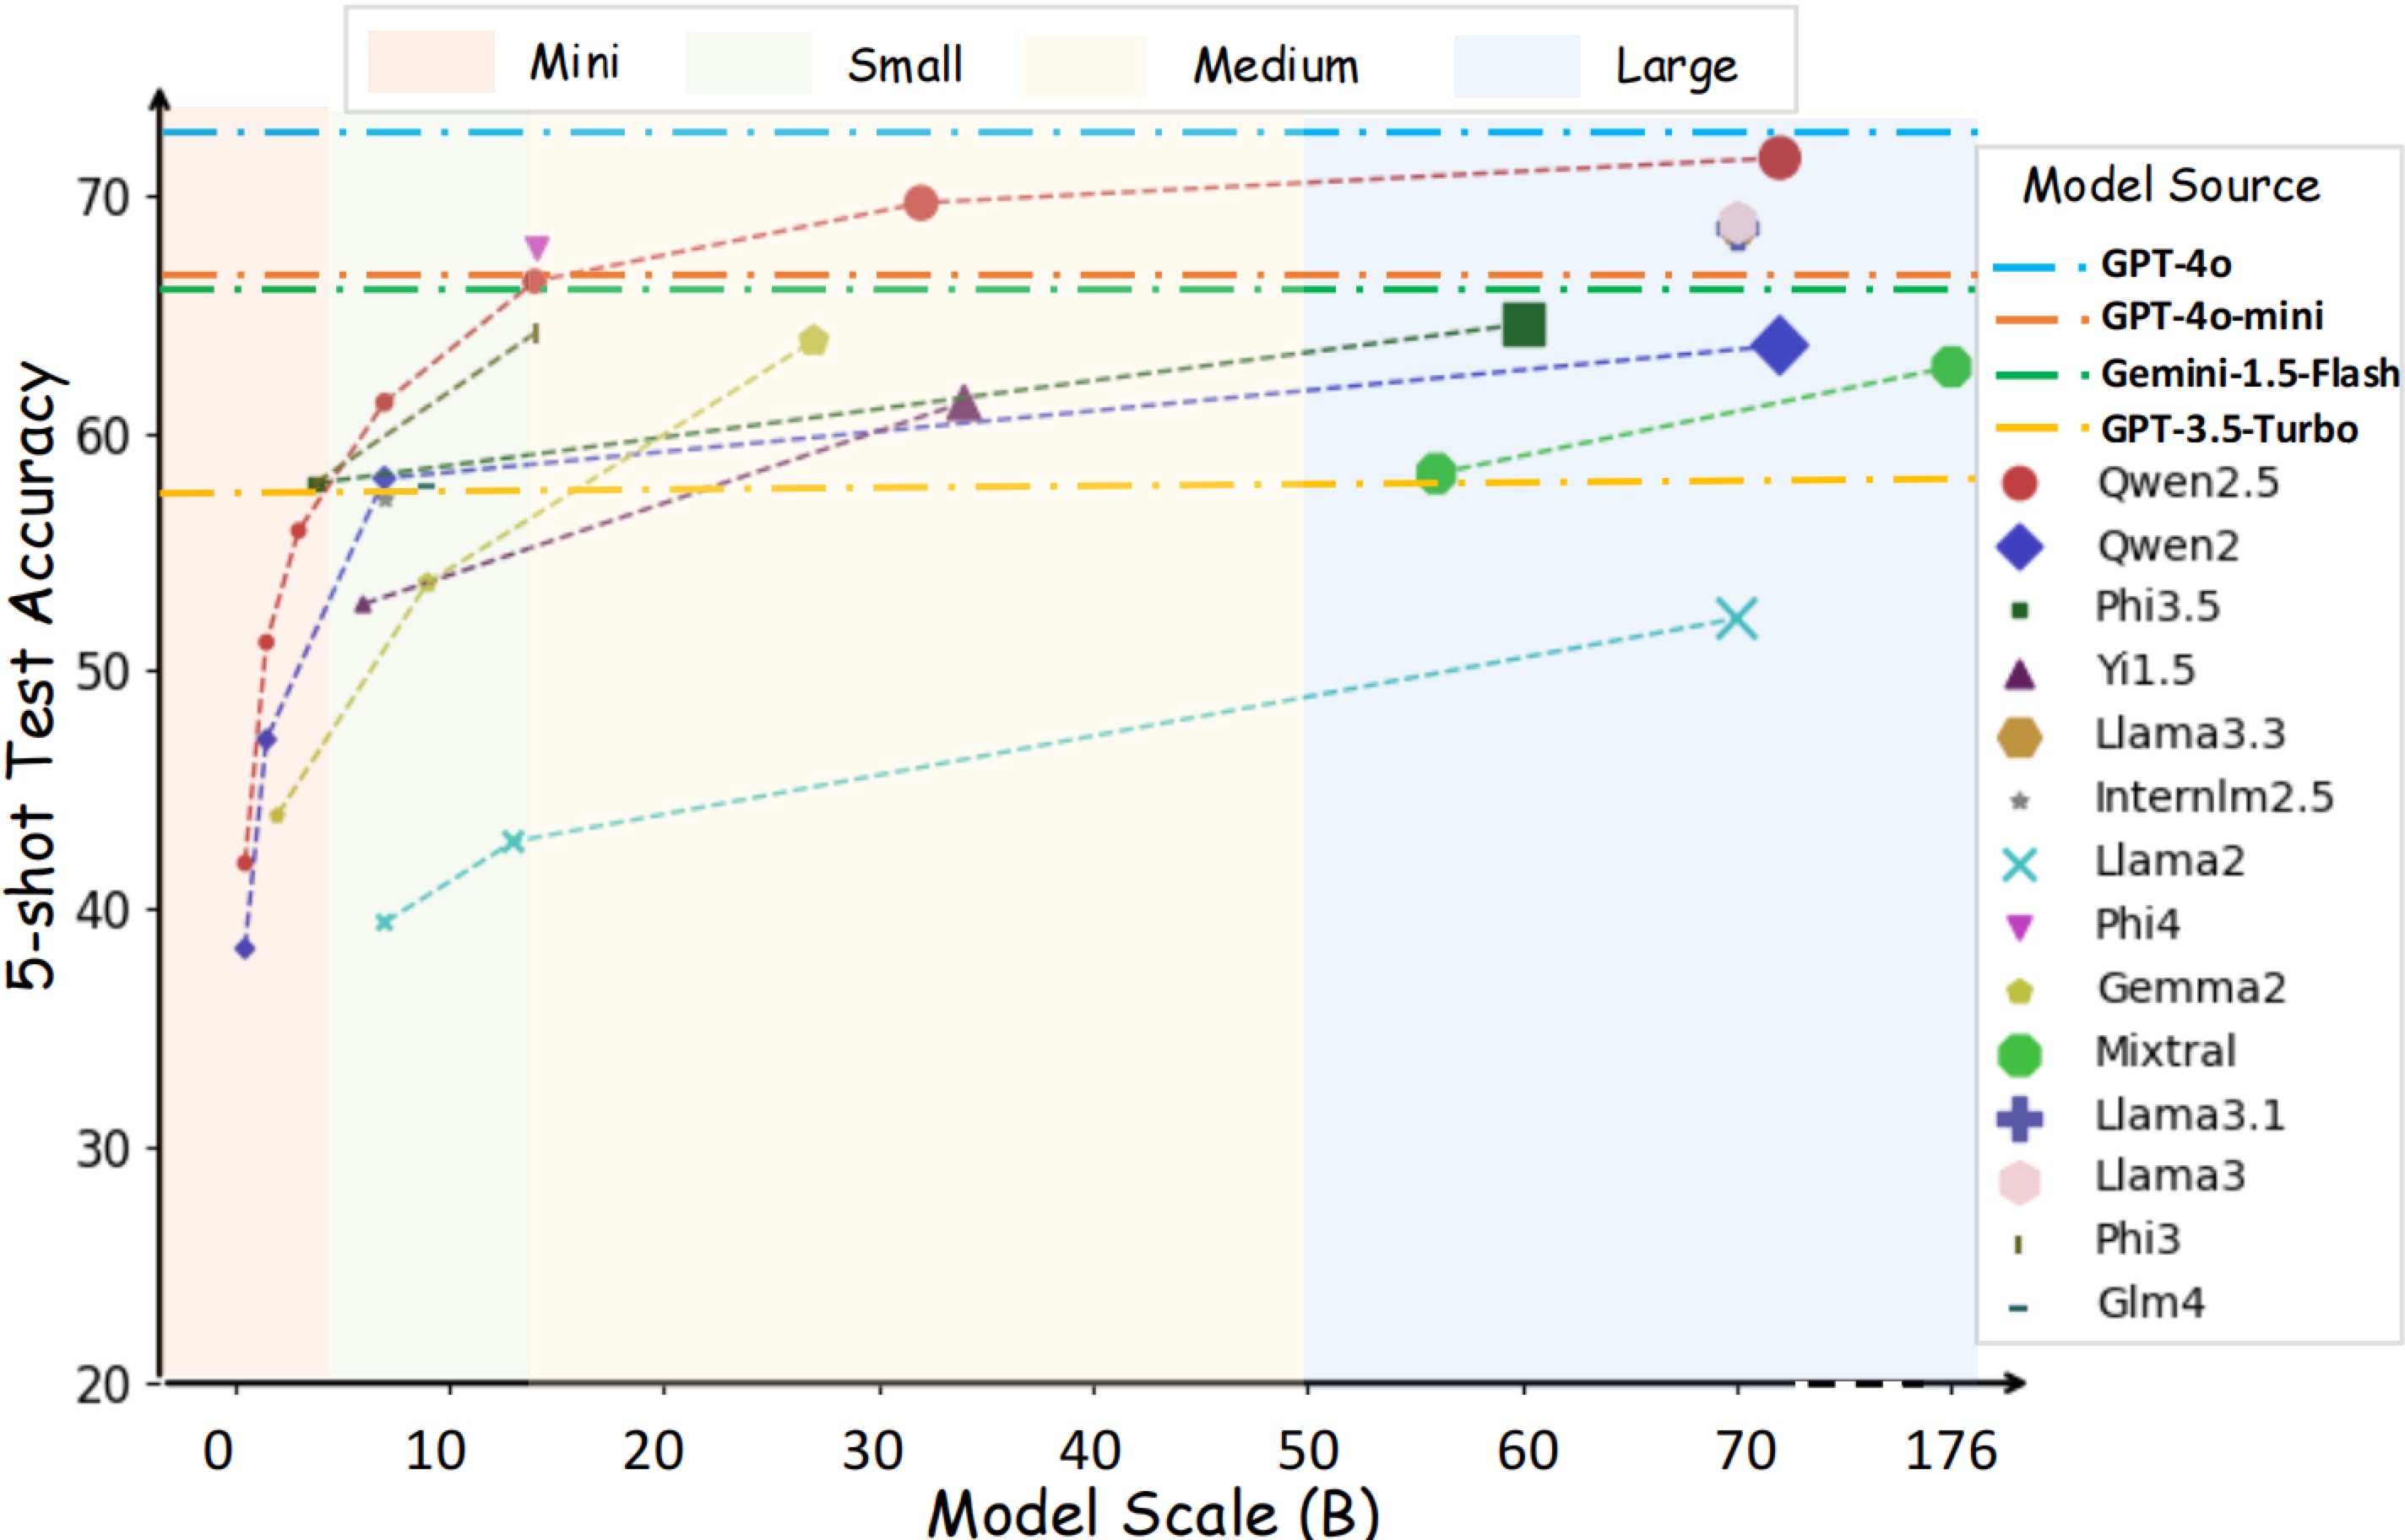 Mini Small Medium Large
5-shot Test Accuracy
70
60
50
40
30
20
0 10 20 30 40 50 60 70 176
Model Scale (B)
Model Source
GPT-4o
GPT-4o-mini
Gemini-1.5-Flash
GPT-3.5-Turbo
Qwen2.5
Qwen2
Phi3.5
Yi1.5
Llama3.3
Internlm2.5
Llama2
Phi4
Gemma2
Mixtral
Llama3.1
Llama3
Phi3
Glm4